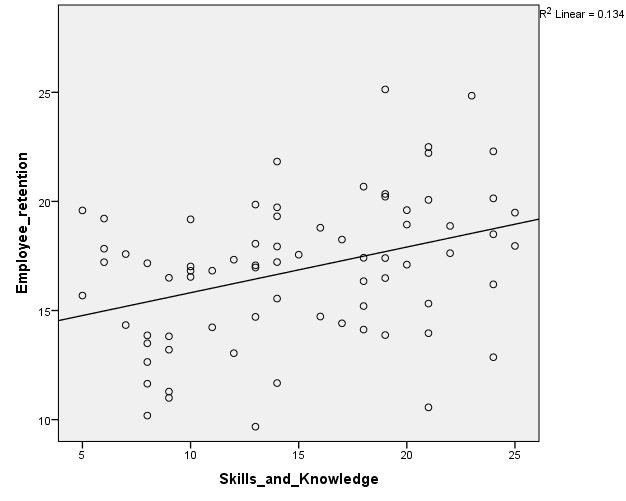 R2 Linear = 0.134
Employee_retention
25
20
15
10
5 10 15 20 25
Skills_and_Knowledge